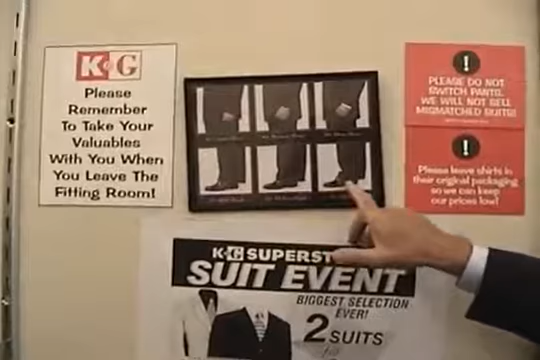 K&G
Please
Remember
To Take Your
Valuables
With You When
You Leave The
Fitting Room!
!
PLEASE DO NOT
SWITCH PANTS.
WE WILL NOT SELL
MISMATCHED SUITS!
!
Please leave shirts in
their original packaging
so we can keep
our prices low!
K&G SUPERST
SUIT EVENT
BIGGEST SELECTION
EVER!
2 SUITS